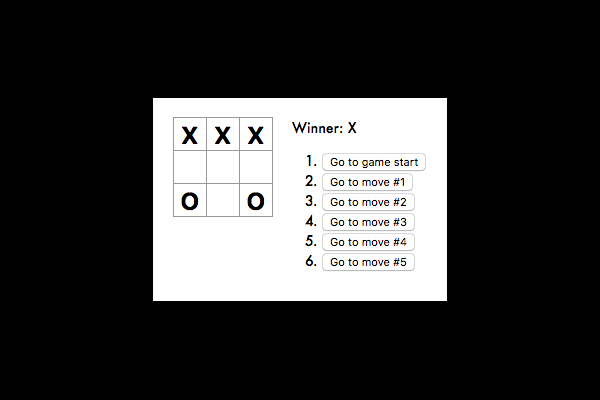 X X X
O O
Winner: X
1. Go to game start
2. Go to move #1
3. Go to move #2
4. Go to move #3
5. Go to move #4
6. Go to move #5